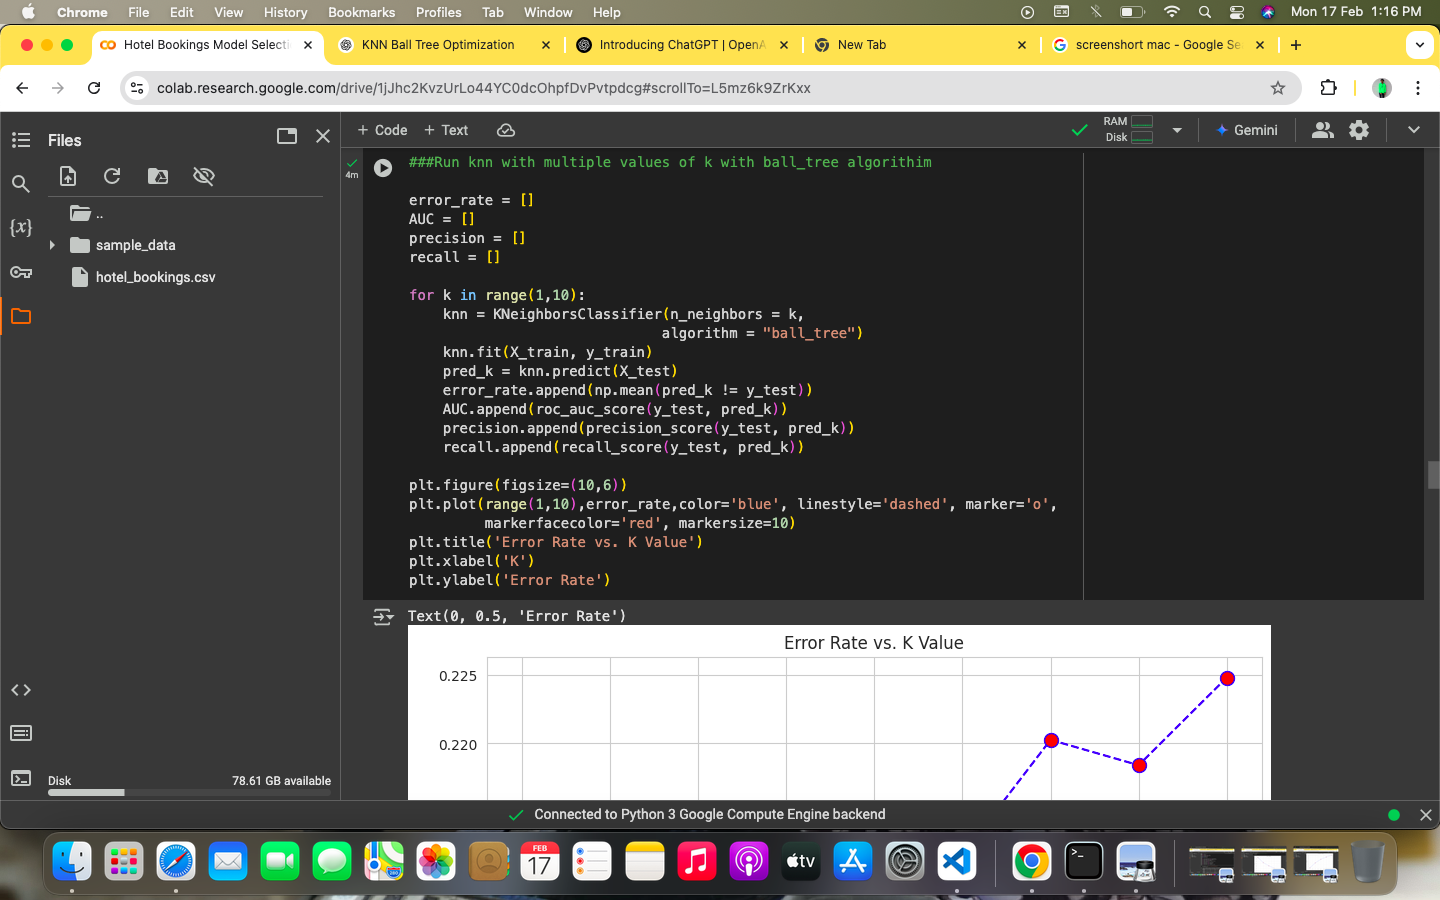 Chrome File Edit View History Bookmarks Profiles Tab Window Help Mon 17 Feb 1:16 PM
Hotel Bookings Model Selecti KNN Ball Tree Optimization Introducing ChatGPT | OpenA New Tab screenshort mac - Google Se
colab.research.google.com/drive/1jJhc2KvzUrLo44YC0dcOhpfDvPvtpdcg#scrollTo=L5mz6k9ZrKxx
Files
+ Code + Text
RAM
Disk
Gemini
..
sample_data
hotel_bookings.csv
{x}
Disk 78.61 GB available
4m
###Run knn with multiple values of k with ball_tree algorithim
error_rate = []
AUC = []
precision = []
recall = []
for k in range(1,10):
knn = KNeighborsClassifier(n_neighbors = k,
algorithm = "ball_tree")
knn.fit(X_train, y_train)
pred_k = knn.predict(X_test)
error_rate.append(np.mean(pred_k != y_test))
AUC.append(roc_auc_score(y_test, pred_k))
precision.append(precision_score(y_test, pred_k))
recall.append(recall_score(y_test, pred_k))
plt.figure(figsize=(10,6))
plt.plot(range(1,10),error_rate,color='blue', linestyle='dashed', marker='o',
markerfacecolor='red', markersize=10)
plt.title('Error Rate vs. K Value')
plt.xlabel('K')
plt.ylabel('Error Rate')
Text(0, 0.5, 'Error Rate')
Error Rate vs. K Value
0.225
0.220
Connected to Python 3 Google Compute Engine backend
FEB
17
tv